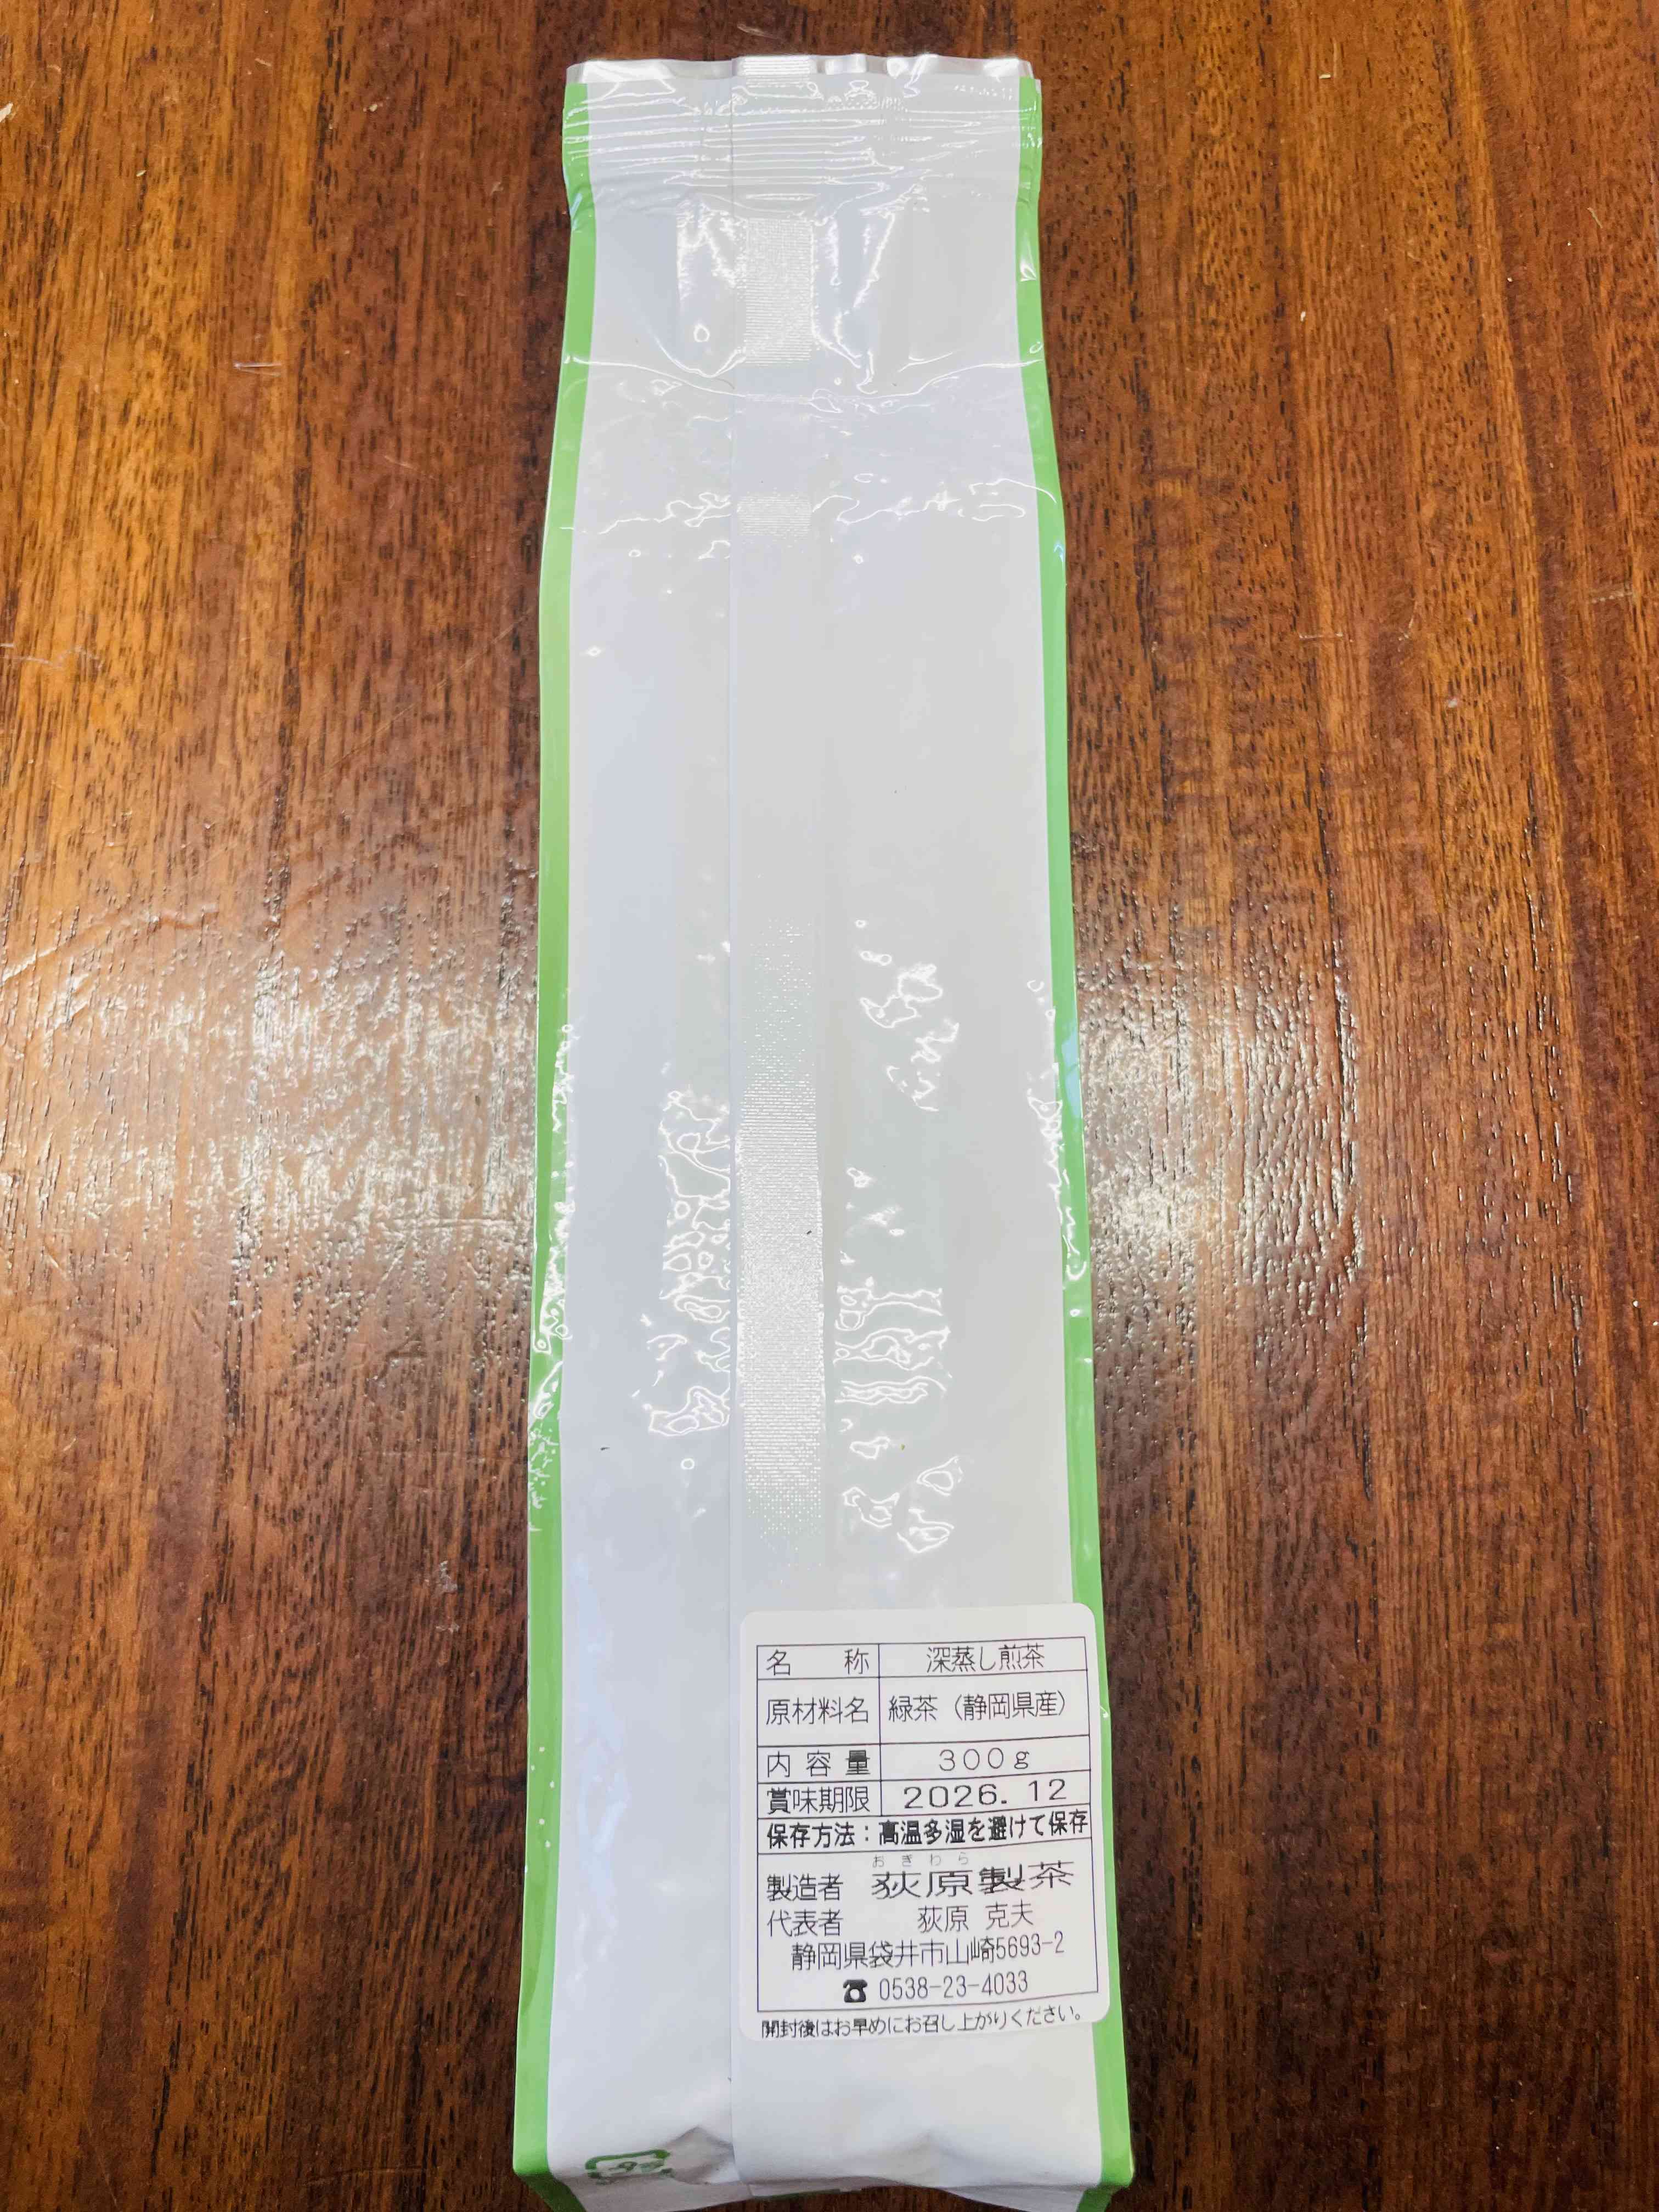 名称 深蒸し煎茶
原材料名 緑茶（静岡県産）
内容量 300g
賞味期限 2026.12
保存方法：高温多湿を避けて保存
おぎわら
製造者 荻原製茶
代表者 荻原 克夫
静岡県袋井市山崎5693-2
☎ 0538-23-4033
開封後はお早めにお召し上がりください。